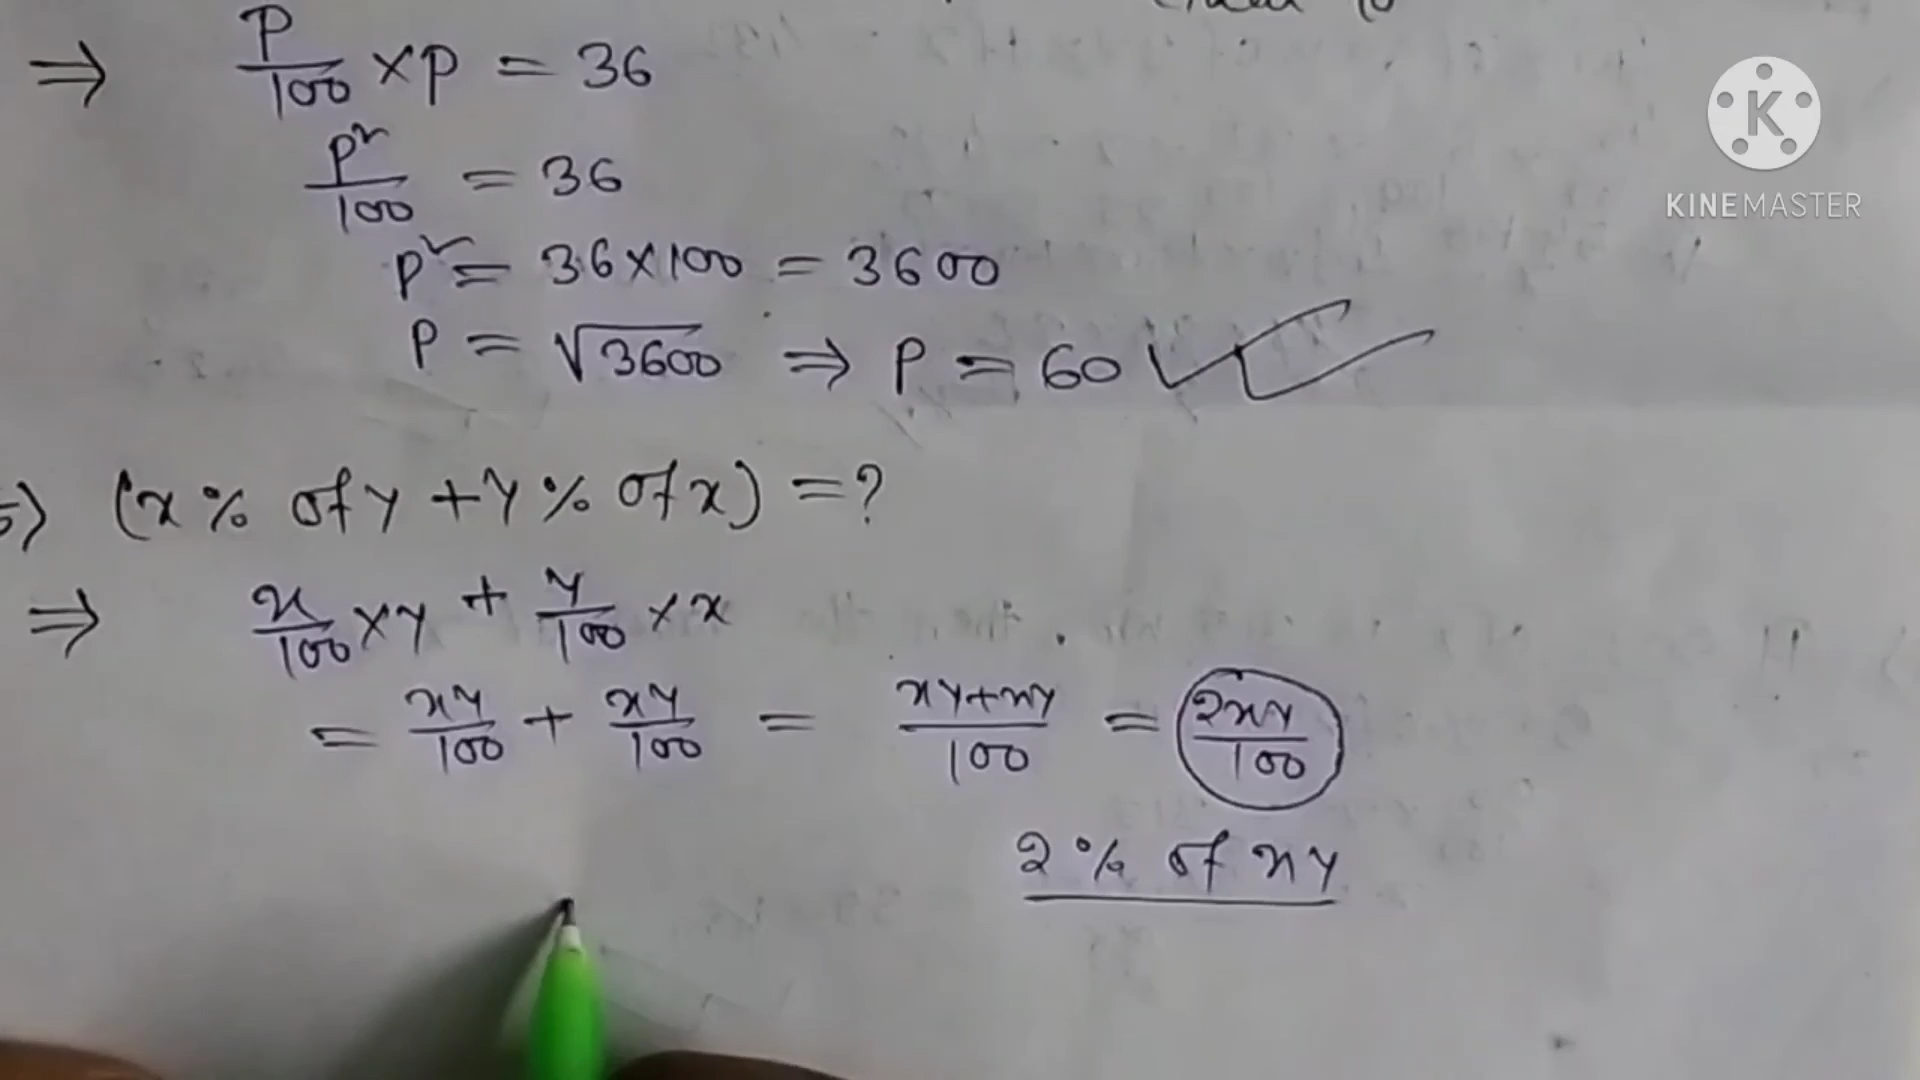 ⇒ P/100 × P = 36
P²/100 = 36
P² = 36×100 = 3600
P = √3600 ⇒ P = 60
(x% of y + y% of x) = ?
⇒ x/100 × y + y/100 × x
= xy/100 + xy/100 = xy+xy/100 = 2xy/100
2% of xy
K
KINEMASTER